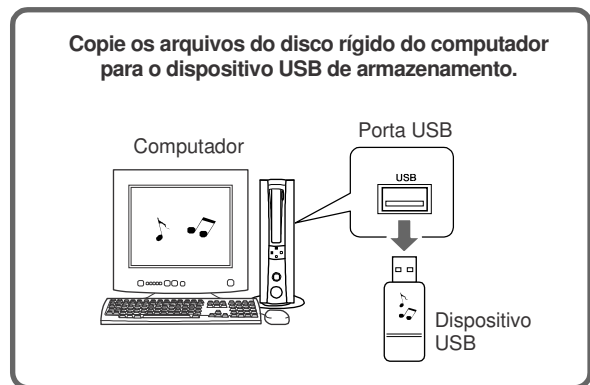 Copie os arquivos do disco rígido do computador
para o dispositivo USB de armazenamento.
Porta USB
Computador
USB
Dispositivo
USB